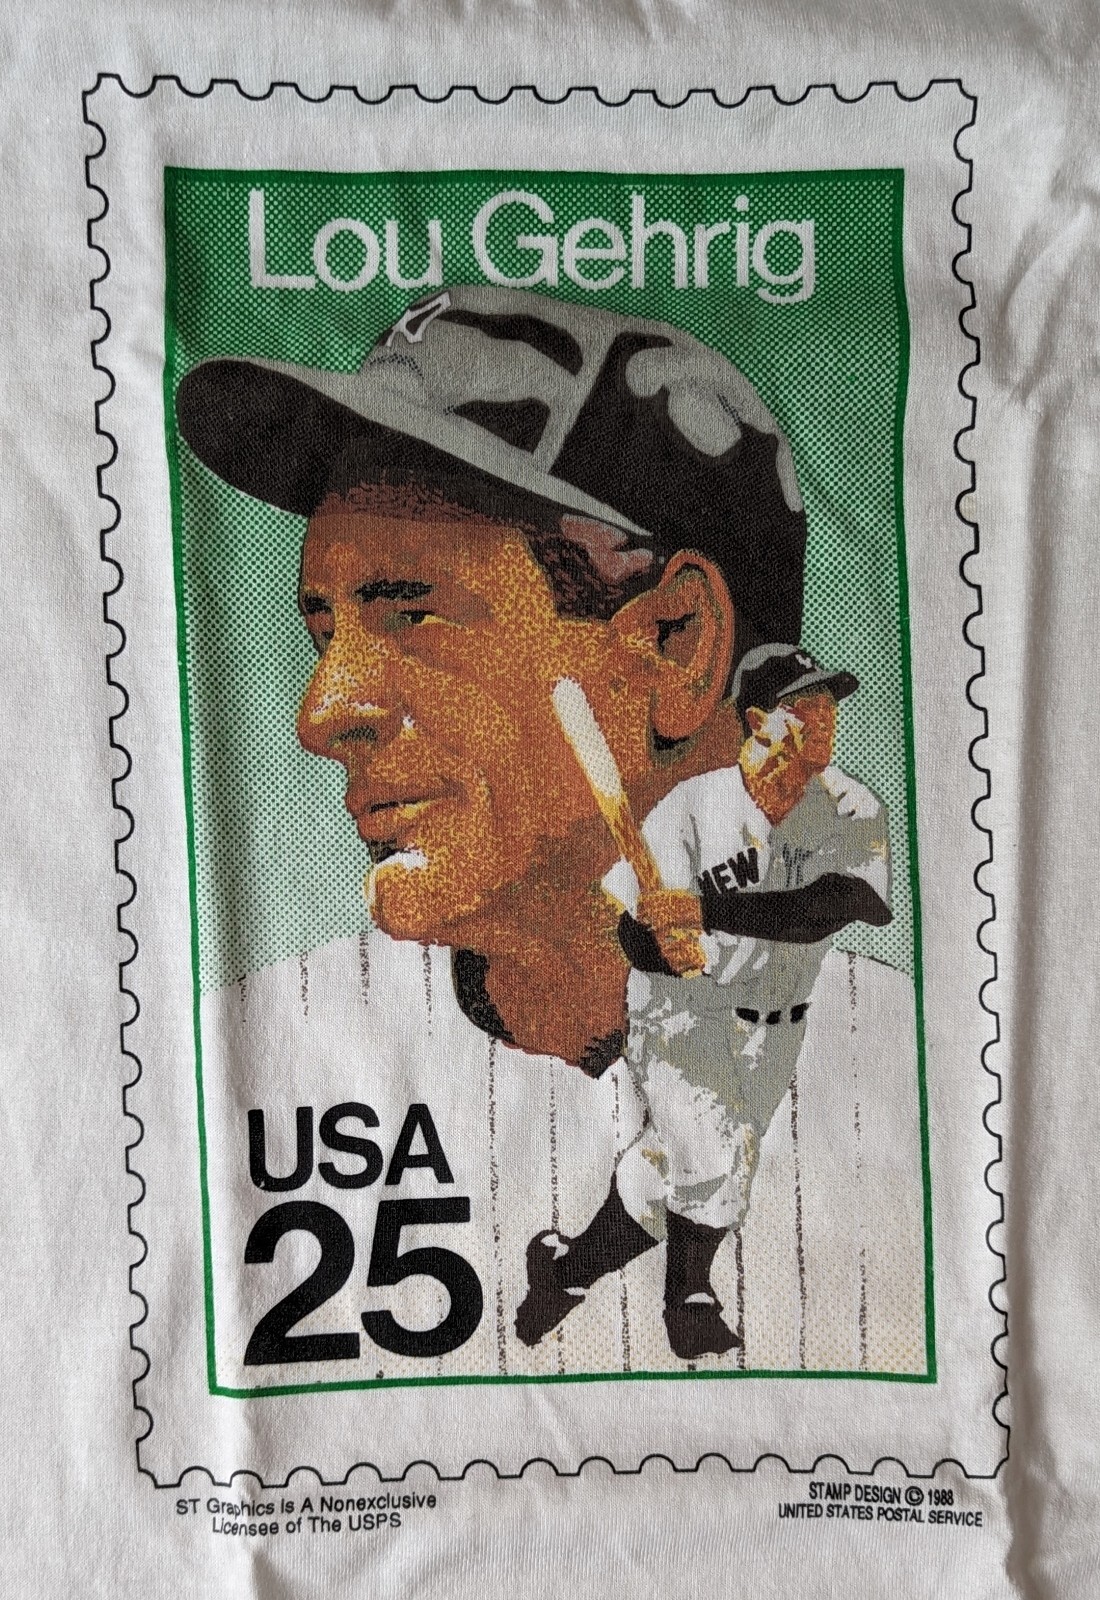 Lou Gehrig
NEW
USA
25
ST Graphics Is A Nonexclusive
Licensee of The USPS
STAMP DESIGN © 1988
UNITED STATES POSTAL SERVICE